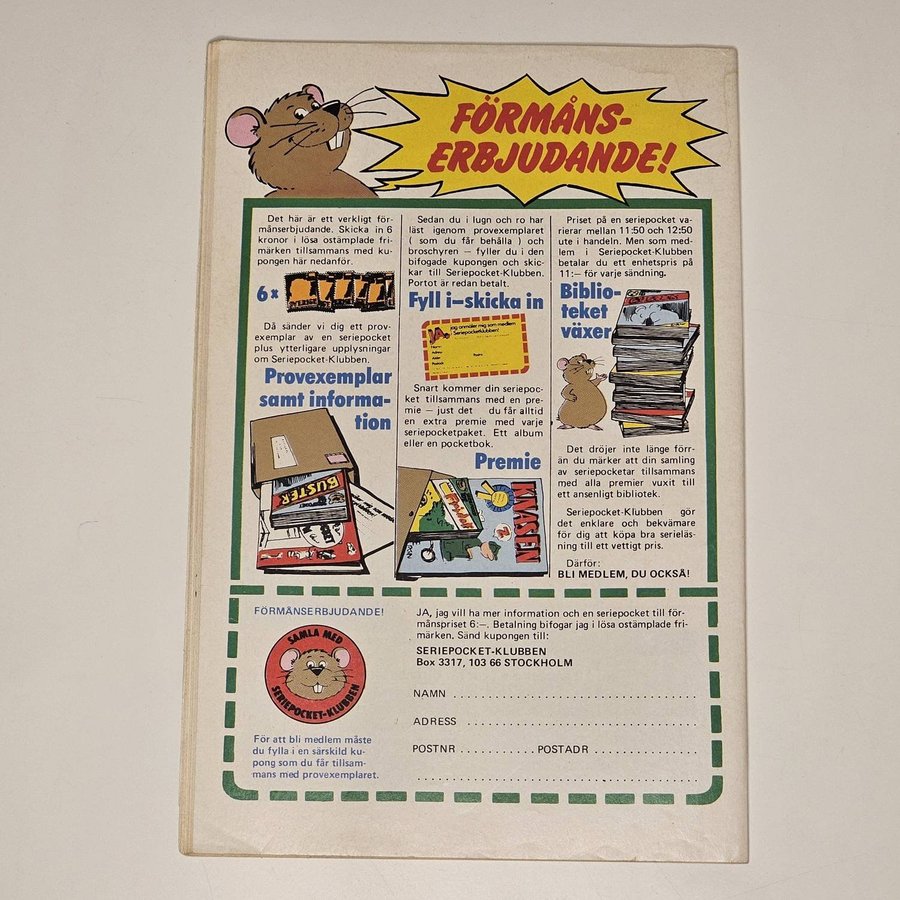 FÖRMÅNS-
ERBJUDANDE!
Det här är ett verkligt för-
månserbjudande. Skicka in 6
kronor i lösa ostämplade fri-
märken tillsammans med ku-
pongen här nedanför.
6x
SVERIGE
Då sänder vi dig ett prov-
exemplar av en seriepocket
plus ytterligare upplysningar
om Seriepocket-Klubben.
Provexemplar
samt informa-
tion
BUSTER
Sedan du i lugn och ro har
läst igenom provexemplaret
( som du får behålla ) och
broschyren — fyller du i den
bifogade kupongen och skic-
kar till Seriepocket-Klubben.
Portot är redan betalt.
Fyll i—skicka in
JA, jag anmäler mig som medlem
i Seriepocketklubben!
Snart kommer din seriepoc-
ket tillsammans med en pre-
mie — just det du får alltid
en extra premie med varje
seriepocketpaket. Ett album
eller en pocketbok.
Premie
KNASEN
Priset på en seriepocket va-
rierar mellan 11:50 och 12:50
ute i handeln. Men som med-
lem i Seriepocket-Klubben
betalar du ett enhetspris på
11:— för varje sändning.
Biblio-
teket
växer
Det dröjer inte länge förr-
än du märker att din samling
av seriepocketar tillsammans
med alla premier vuxit till
ett ansenligt bibliotek.
Seriepocket-Klubben gör
det enklare och bekvämare
för dig att köpa bra serieläs-
ning till ett vettigt pris.
Därför:
BLI MEDLEM, DU OCKSÅ!
FÖRMÅNSERBJUDANDE!
SAMLA MED
SERIEPOCKET-KLUBBEN
För att bli medlem måste
du fylla i en särskild ku-
pong som du får tillsam-
mans med provexemplaret.
JA, jag vill ha mer information och en seriepocket till för-
månspriset 6:—. Betalning bifogar jag i lösa ostämplade fri-
märken. Sänd kupongen till:
SERIEPOCKET-KLUBBEN
Box 3317, 103 66 STOCKHOLM
NAMN
ADRESS
POSTNR POSTADR